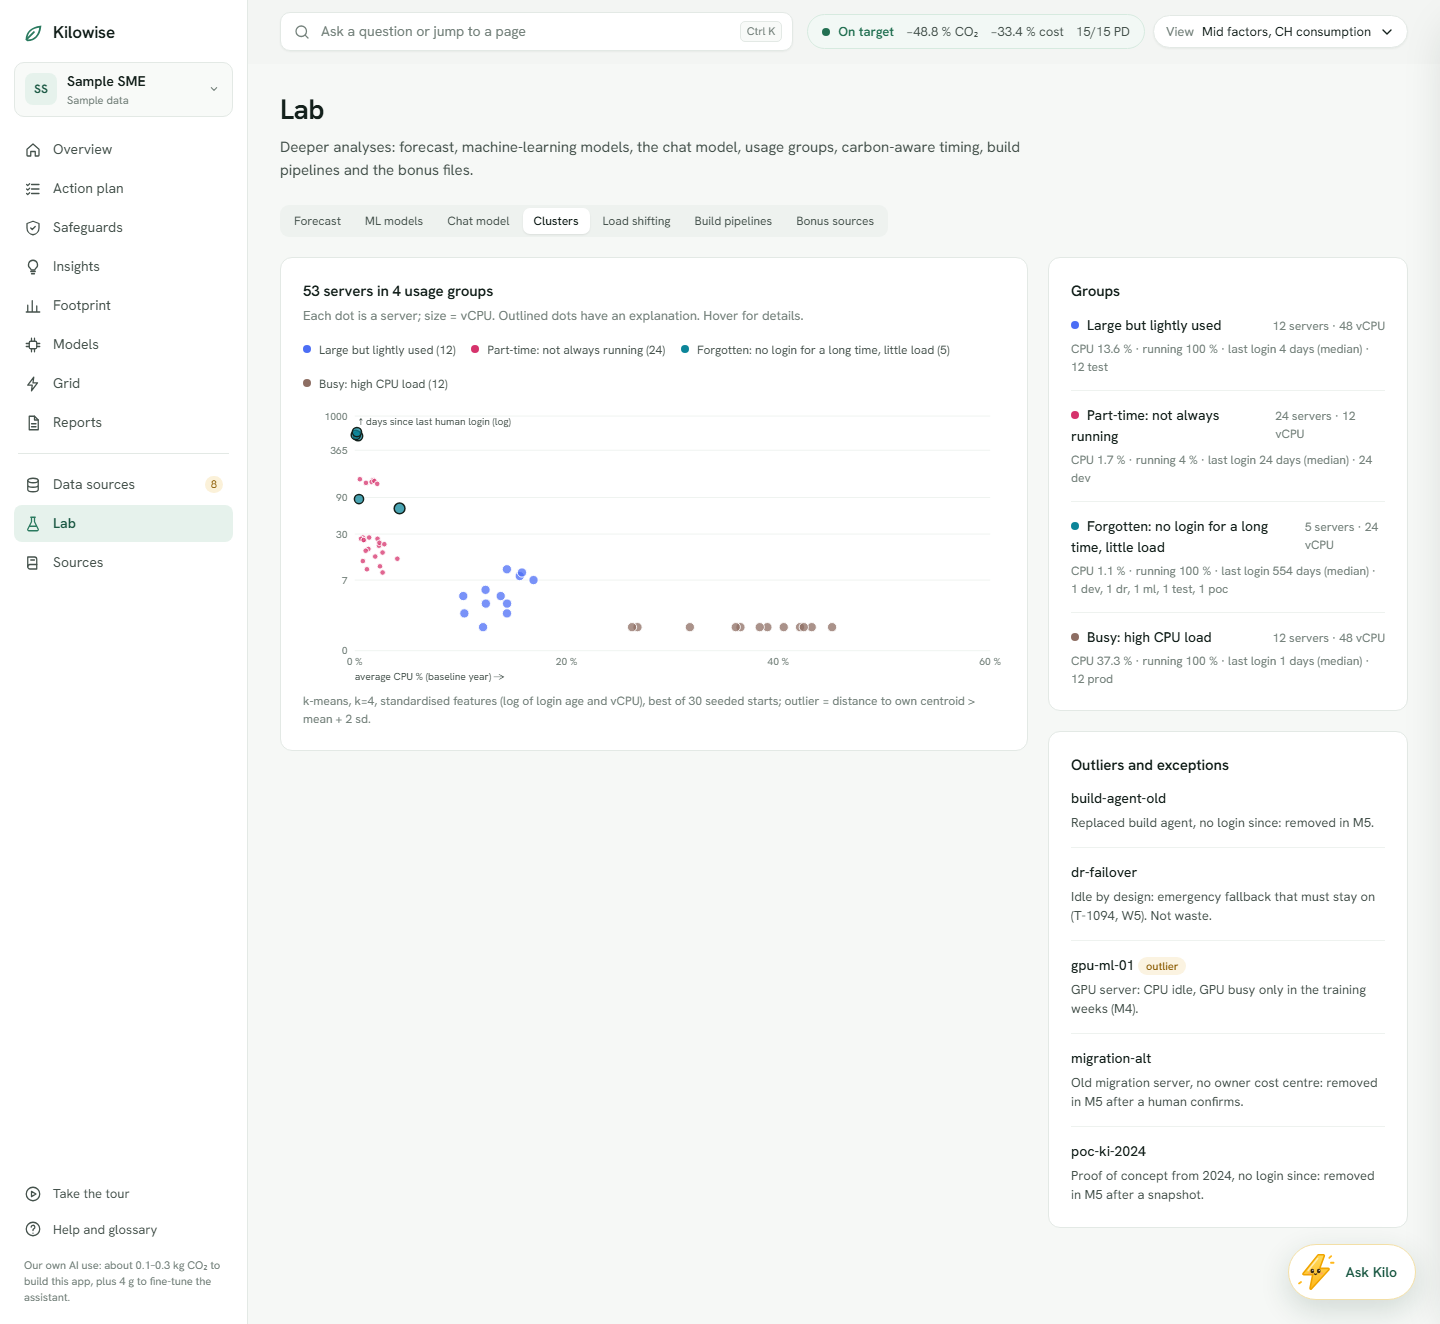 Kilowise
SS
Sample SME
Sample data
Overview
Action plan
Safeguards
Insights
Footprint
Models
Grid
Reports
Data sources
8
Lab
Sources
Take the tour
Help and glossary
Our own AI use: about 0.1–0.3 kg CO₂ to
build this app, plus 4 g to fine-tune the
assistant.
Ask a question or jump to a page
Ctrl K
On target −48.8 % CO₂ −33.4 % cost 15/15 PD
View Mid factors, CH consumption
Lab
Deeper analyses: forecast, machine-learning models, the chat model, usage groups, carbon-aware timing, build
pipelines and the bonus files.
Forecast ML models Chat model Clusters Load shifting Build pipelines Bonus sources
53 servers in 4 usage groups
Each dot is a server; size = vCPU. Outlined dots have an explanation. Hover for details.
Large but lightly used (12) Part-time: not always running (24) Forgotten: no login for a long time, little load (5)
Busy: high CPU load (12)
1000
↑ days since last human login (log)
365
90
30
7
0
0 % 20 % 40 % 60 %
average CPU % (baseline year) →
k-means, k=4, standardised features (log of login age and vCPU), best of 30 seeded starts; outlier = distance to own centroid >
mean + 2 sd.
Groups
Large but lightly used 12 servers · 48 vCPU
CPU 13.6 % · running 100 % · last login 4 days (median) ·
12 test
Part-time: not always 24 servers · 12
running vCPU
CPU 1.7 % · running 4 % · last login 24 days (median) · 24
dev
Forgotten: no login for a long 5 servers · 24
time, little load vCPU
CPU 1.1 % · running 100 % · last login 554 days (median) ·
1 dev, 1 dr, 1 ml, 1 test, 1 poc
Busy: high CPU load 12 servers · 48 vCPU
CPU 37.3 % · running 100 % · last login 1 days (median) ·
12 prod
Outliers and exceptions
build-agent-old
Replaced build agent, no login since: removed in M5.
dr-failover
Idle by design: emergency fallback that must stay on
(T-1094, W5). Not waste.
gpu-ml-01 outlier
GPU server: CPU idle, GPU busy only in the training
weeks (M4).
migration-alt
Old migration server, no owner cost centre: removed
in M5 after a human confirms.
poc-ki-2024
Proof of concept from 2024, no login since: removed
in M5 after a snapshot.
Ask Kilo